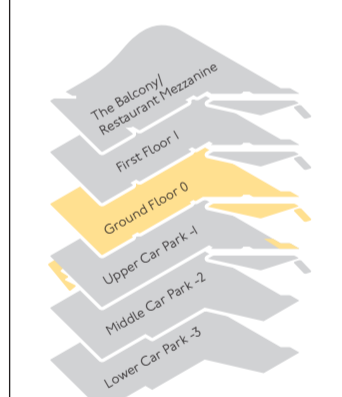 The Balcony/
Restaurant Mezzanine
First Floor 1
Ground Floor 0
Upper Car Park -1
Middle Car Park -2
Lower Car Park -3